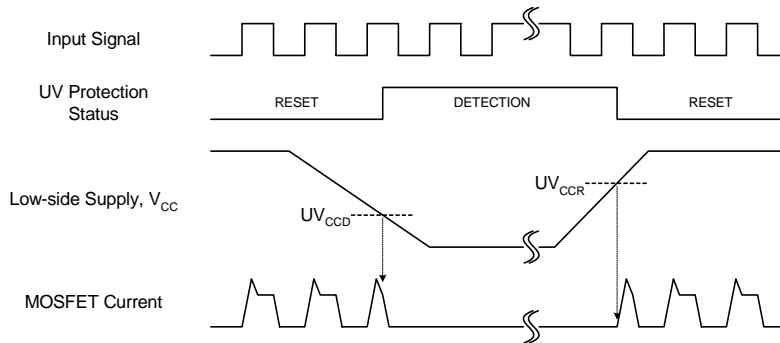 Input Signal
UV Protection
Status
RESET
DETECTION
RESET
Low-side Supply, VCC
UVCCD
UVCCR
MOSFET Current